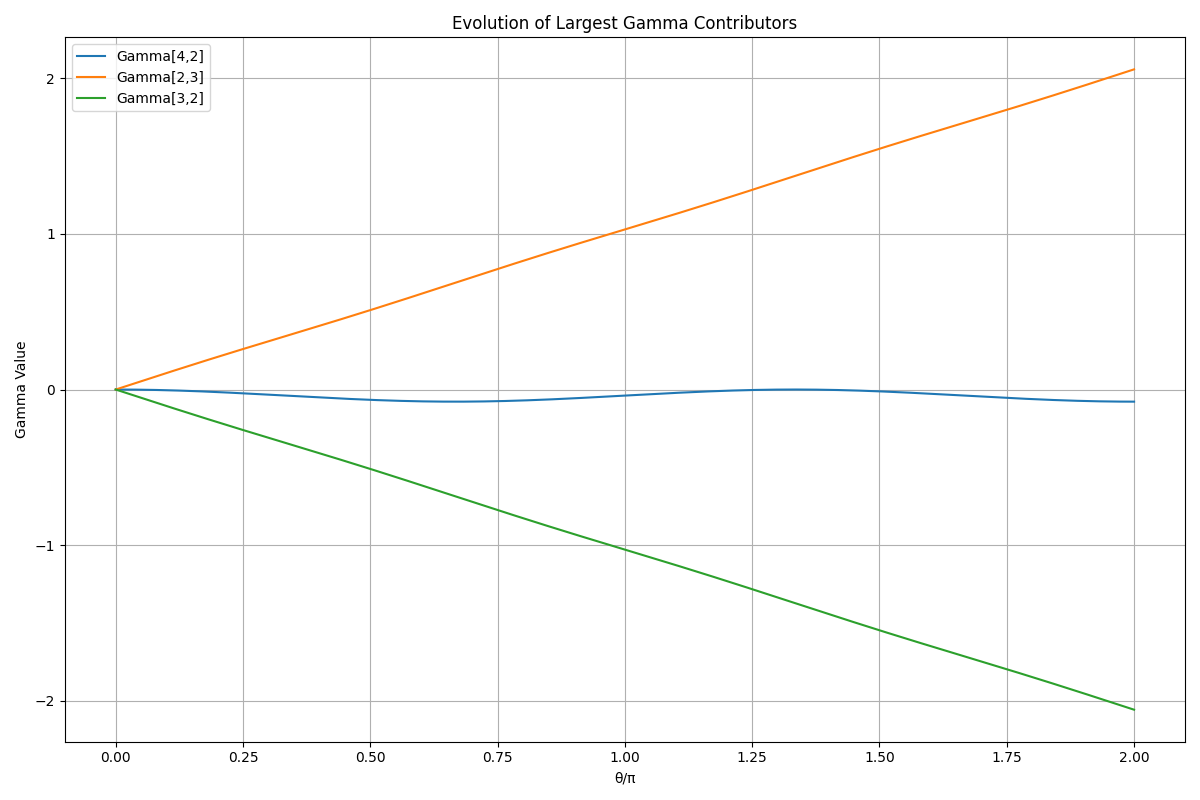 Evolution of Largest Gamma Contributors
Gamma[4,2]
Gamma[2,3]
Gamma[3,2]
Gamma Value
2
1
0
−1
−2
0.00 0.25 0.50 0.75 1.00 1.25 1.50 1.75 2.00
θ/π